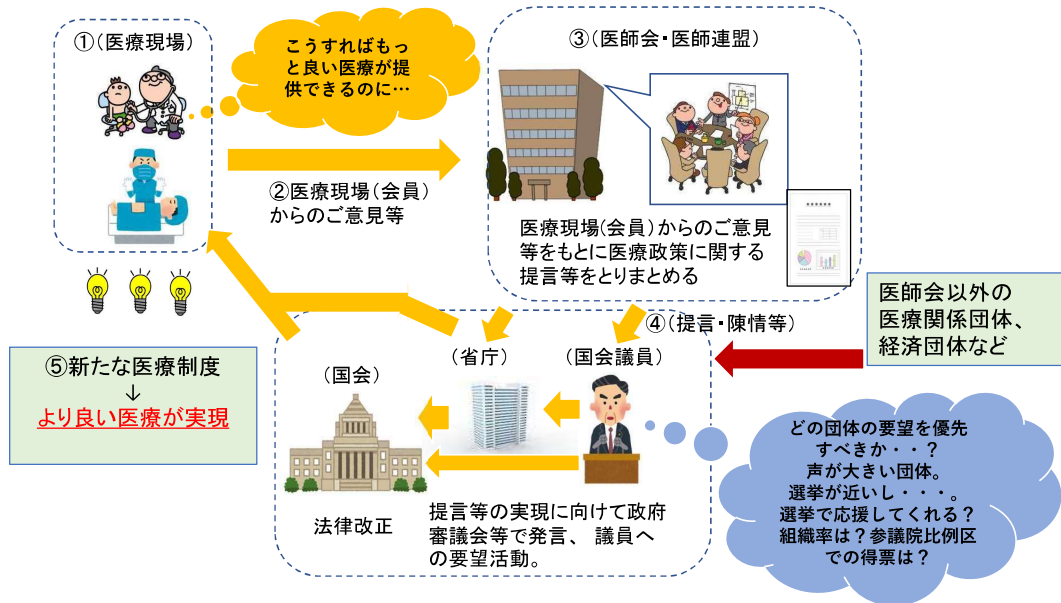 ①(医療現場)
こうすればもっ
と良い医療が提
供できるのに…
②医療現場(会員)
からのご意見等
③(医師会・医師連盟)
医療現場(会員)からのご意見
等をもとに医療政策に関する
提言等をとりまとめる
④(提言・陳情等)
医師会以外の
医療関係団体、
経済団体など
⑤新たな医療制度
↓
より良い医療が実現
(国会)
(省庁)
(国会議員)
法律改正
提言等の実現に向けて政府
審議会等で発言、 議員へ
の要望活動。
どの団体の要望を優先
すべきか・・?
声が大きい団体。
選挙が近いし・・・。
選挙で応援してくれる?
組織率は?参議院比例区
での得票は?